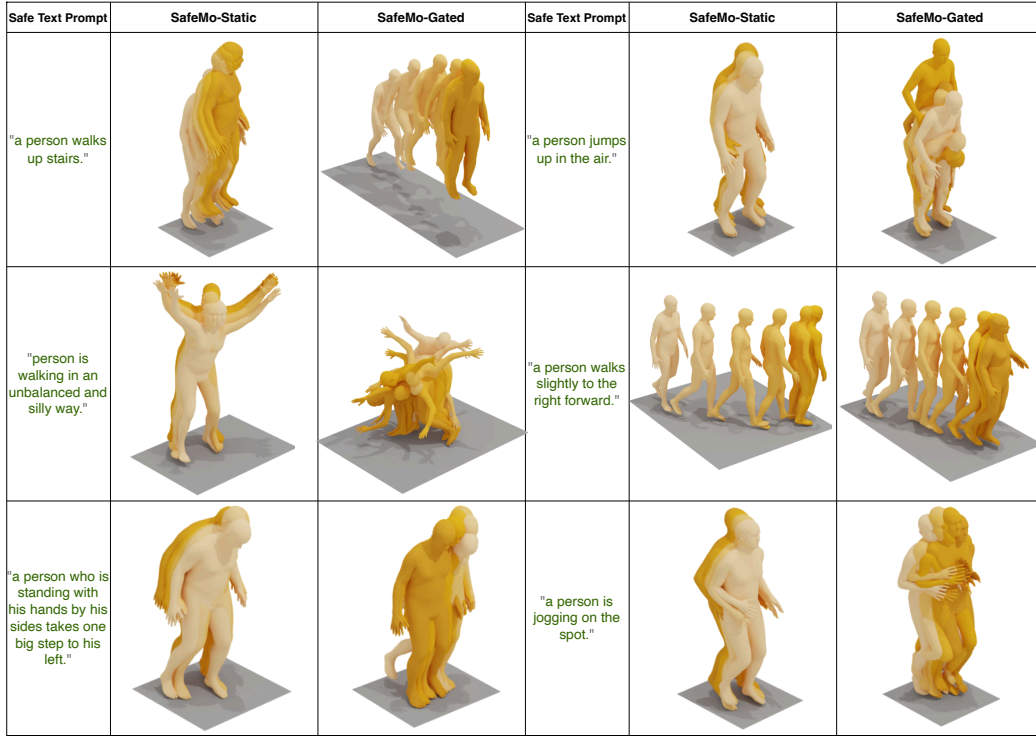 Safe Text Prompt SafeMo-Static SafeMo-Gated Safe Text Prompt SafeMo-Static SafeMo-Gated
"a person walks
up stairs."
"a person jumps
up in the air."
"person is
walking in an
unbalanced and
silly way."
"a person walks
slightly to the
right forward."
"a person who is
standing with
his hands by his
sides takes one
big step to his
left."
"a person is
jogging on the
spot."